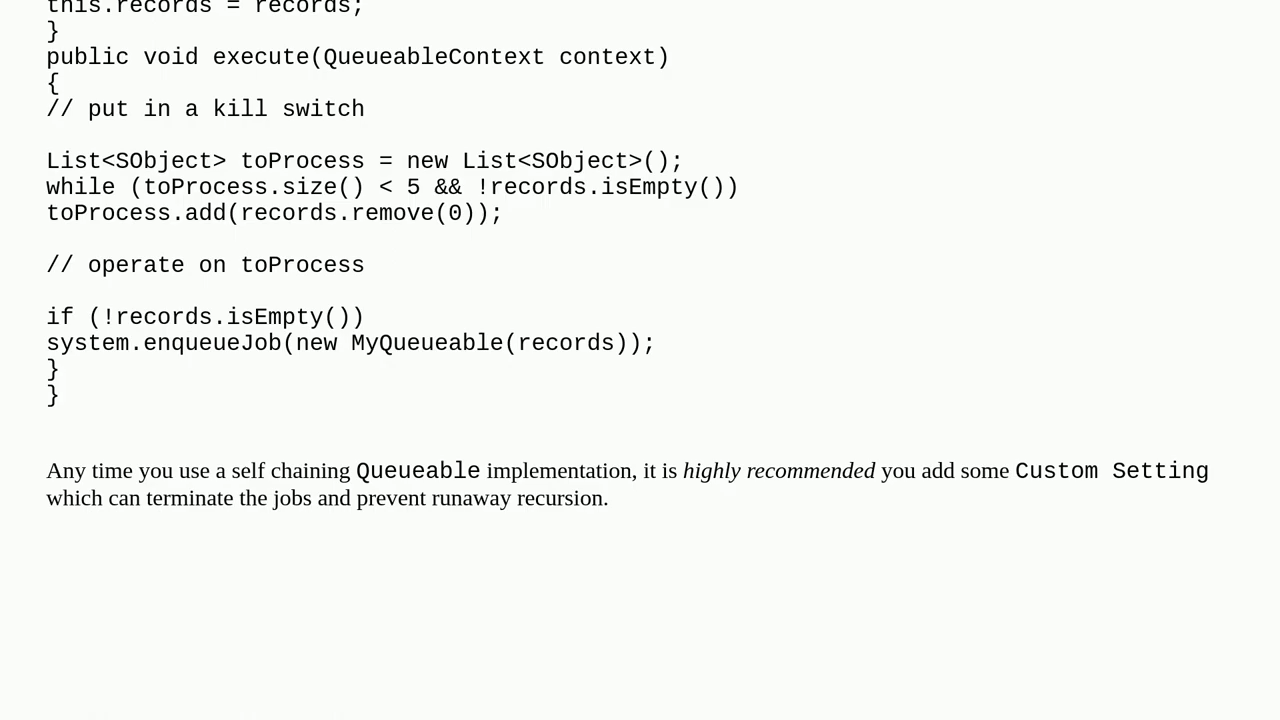 this.records = records;
}
public void execute(QueueableContext context)
{
// put in a kill switch
List<SObject> toProcess = new List<SObject>();
while (toProcess.size() < 5 && !records.isEmpty())
toProcess.add(records.remove(0));
// operate on toProcess
if (!records.isEmpty())
system.enqueueJob(new MyQueueable(records));
}
}
Any time you use a self chaining Queueable implementation, it is highly recommended you add some Custom Setting
which can terminate the jobs and prevent runaway recursion.